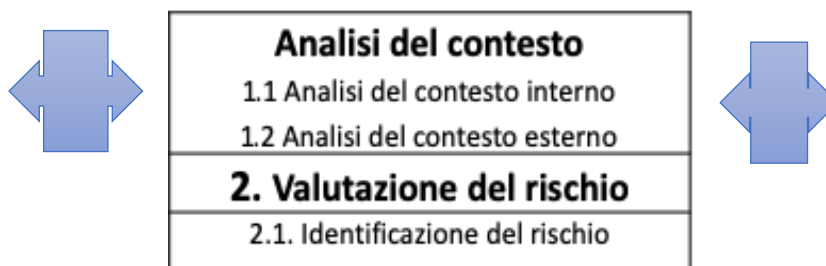 Analisi del contesto
1.1 Analisi del contesto interno
1.2 Analisi del contesto esterno
2. Valutazione del rischio
2.1. Identificazione del rischio